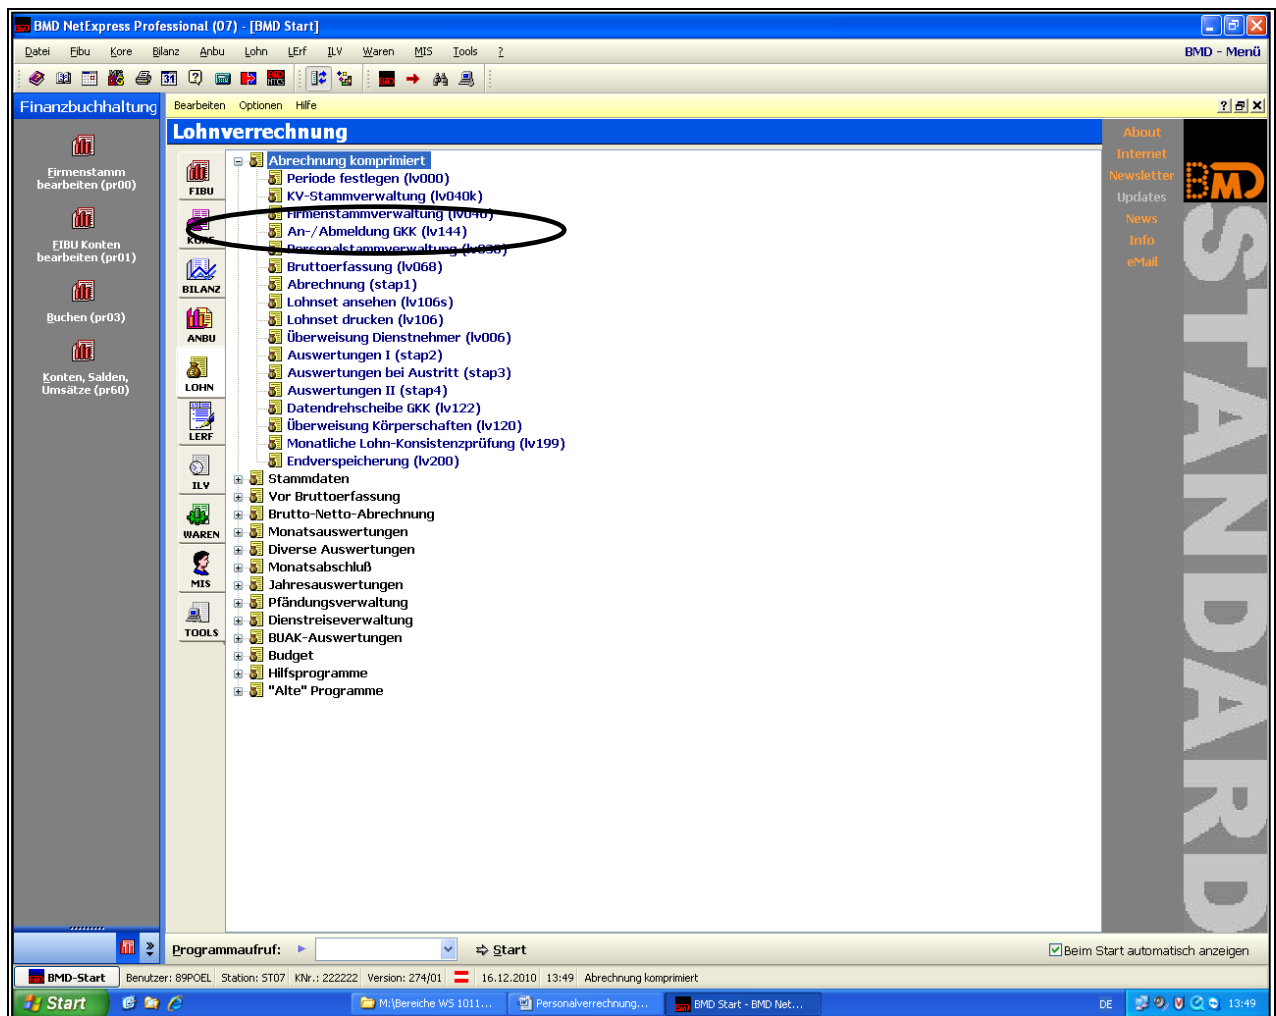 BMD NetExpress Professional (07) - [BMD Start]
Datei Fibu Kore Bilanz Anbu Lohn LErf ILV Waren MIS Tools ?
BMD - Menü
Finanzbuchhaltung
Bearbeiten Optionen Hilfe
Lohnverrechnung
Firmenstamm
bearbeiten (pr00)
FIBU Konten
bearbeiten (pr01)
Buchen (pr03)
Konten, Salden,
Umsätze (pr60)
FIBU
KORE
BILANZ
ANBU
LOHN
LERF
ILV
WAREN
MIS
TOOLS
Abrechnung komprimiert
Periode festlegen (lv000)
KV-Stammverwaltung (lv040k)
Firmenstammverwaltung (lv040)
An-/Abmeldung GKK (lv144)
Personalstammverwaltung (lv038)
Bruttoerfassung (lv068)
Abrechnung (stap1)
Lohnset ansehen (lv106s)
Lohnset drucken (lv106)
Überweisung Dienstnehmer (lv006)
Auswertungen I (stap2)
Auswertungen bei Austritt (stap3)
Auswertungen II (stap4)
Datendrehscheibe GKK (lv122)
Überweisung Körperschaften (lv120)
Monatliche Lohn-Konsistenzprüfung (lv199)
Endverspeicherung (lv200)
Stammdaten
Vor Bruttoerfassung
Brutto-Netto-Abrechnung
Monatsauswertungen
Diverse Auswertungen
Monatsabschluß
Jahresauswertungen
Pfändungsverwaltung
Dienstreiseverwaltung
BUAK-Auswertungen
Budget
Hilfsprogramme
"Alte" Programme
About
Internet
Newsletter
Updates
News
Info
eMail
BMD
STANDARD
Programmaufruf:
Start
Beim Start automatisch anzeigen
BMD-Start Benutzer: 89POEL Station: ST07 KNr.: 222222 Version: 274/01 16.12.2010 13:49 Abrechnung komprimiert
Start
M:\Bereiche WS 1011...
Personalverrechnung...
BMD Start - BMD Net...
DE
13:49